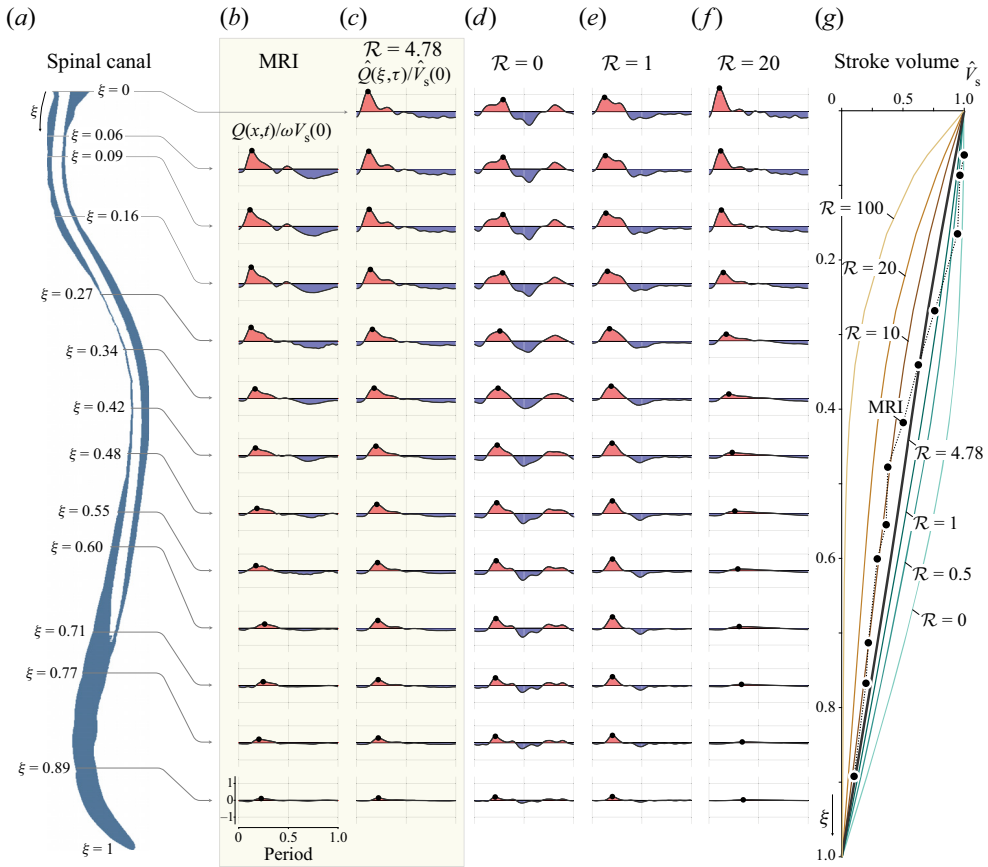 (a) (b) (c) (d) (e) (f) (g)
Spinal canal
MRI
ℛ = 4.78
Q̂(ξ,τ)/V̂s(0)
ℛ = 0
ℛ = 1
ℛ = 20
Stroke volume V̂s
0 0.5 1.0
ξ
ξ = 0
ξ = 0.06
ξ = 0.09
ξ = 0.16
ξ = 0.27
ξ = 0.34
ξ = 0.42
ξ = 0.48
ξ = 0.55
ξ = 0.60
ξ = 0.71
ξ = 0.77
ξ = 0.89
ξ = 1
Q(x,t)/ωVs(0)
1
0
−1
0 0.5 1.0
Period
ℛ = 100
0.2
ℛ = 20
ℛ = 10
0.4
MRI
ℛ = 4.78
ℛ = 1
0.6
ℛ = 0.5
ℛ = 0
0.8
ξ
1.0